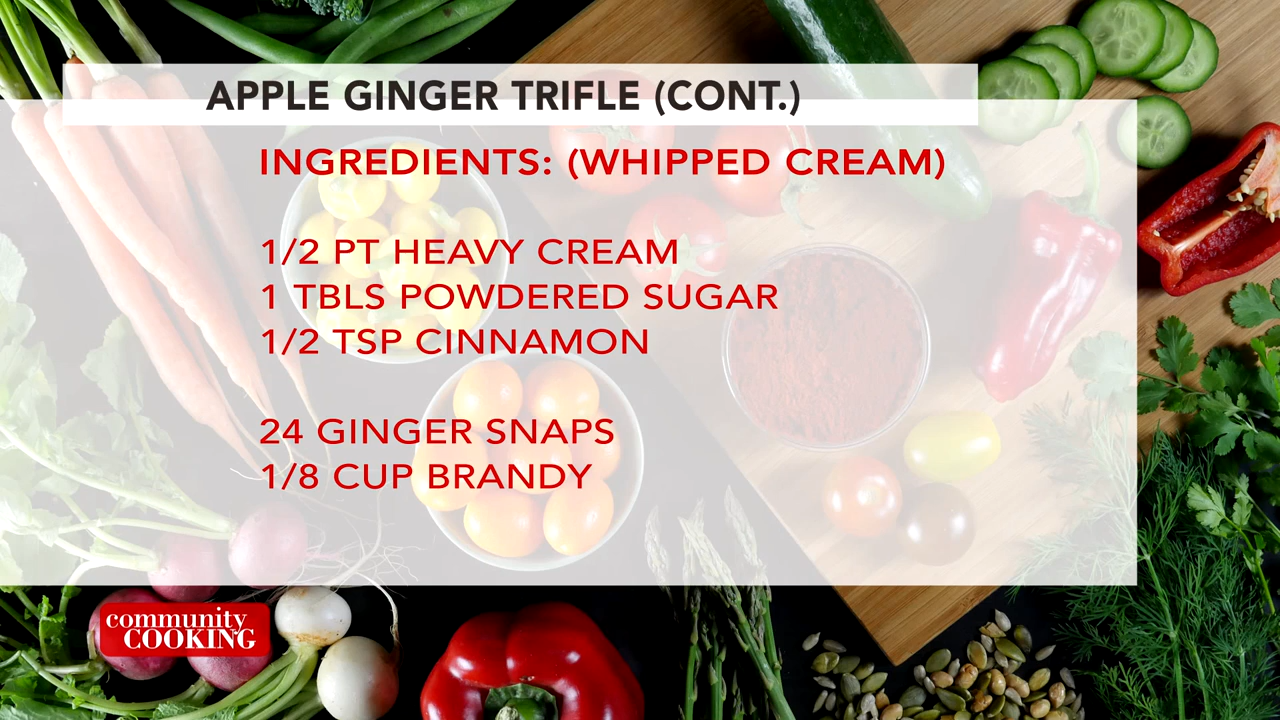 APPLE GINGER TRIFLE (CONT.)
INGREDIENTS: (WHIPPED CREAM)
1/2 PT HEAVY CREAM
1 TBLS POWDERED SUGAR
1/2 TSP CINNAMON
24 GINGER SNAPS
1/8 CUP BRANDY
community
COOKING